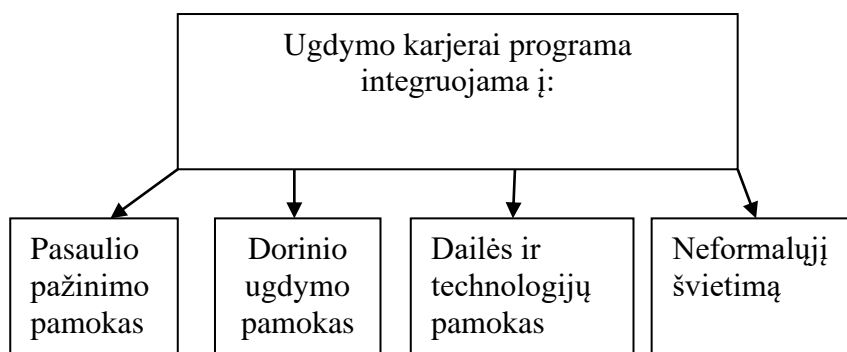 Ugdymo karjerai programa
integruojama į:
Pasaulio
pažinimo
pamokas
Dorinio
ugdymo
pamokas
Dailės ir
technologijų
pamokas
Neformalųjį
švietimą